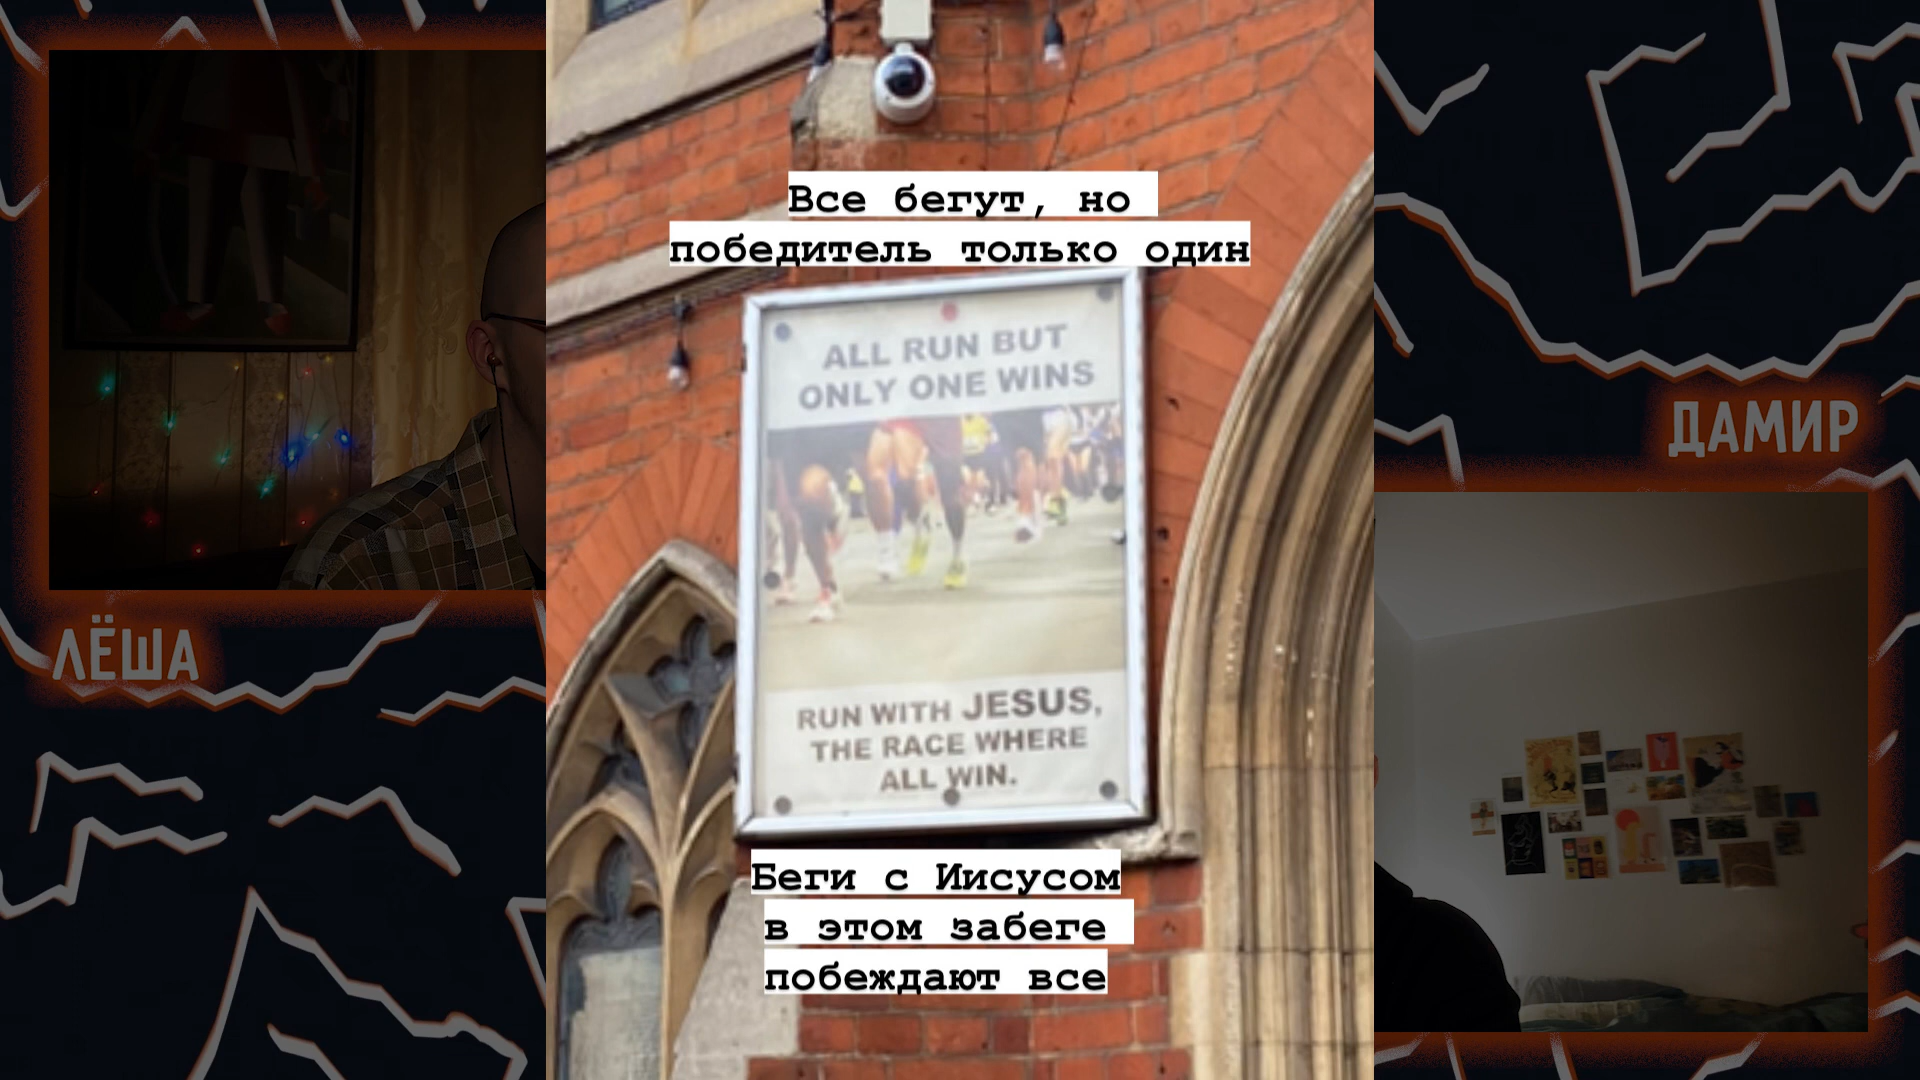 Все бегут, но
победитель только один
ALL RUN BUT
ONLY ONE WINS
RUN WITH JESUS,
THE RACE WHERE
ALL WIN.
Беги с Иисусом
в этом забеге
побеждают все
ЛЁША
ДАМИР